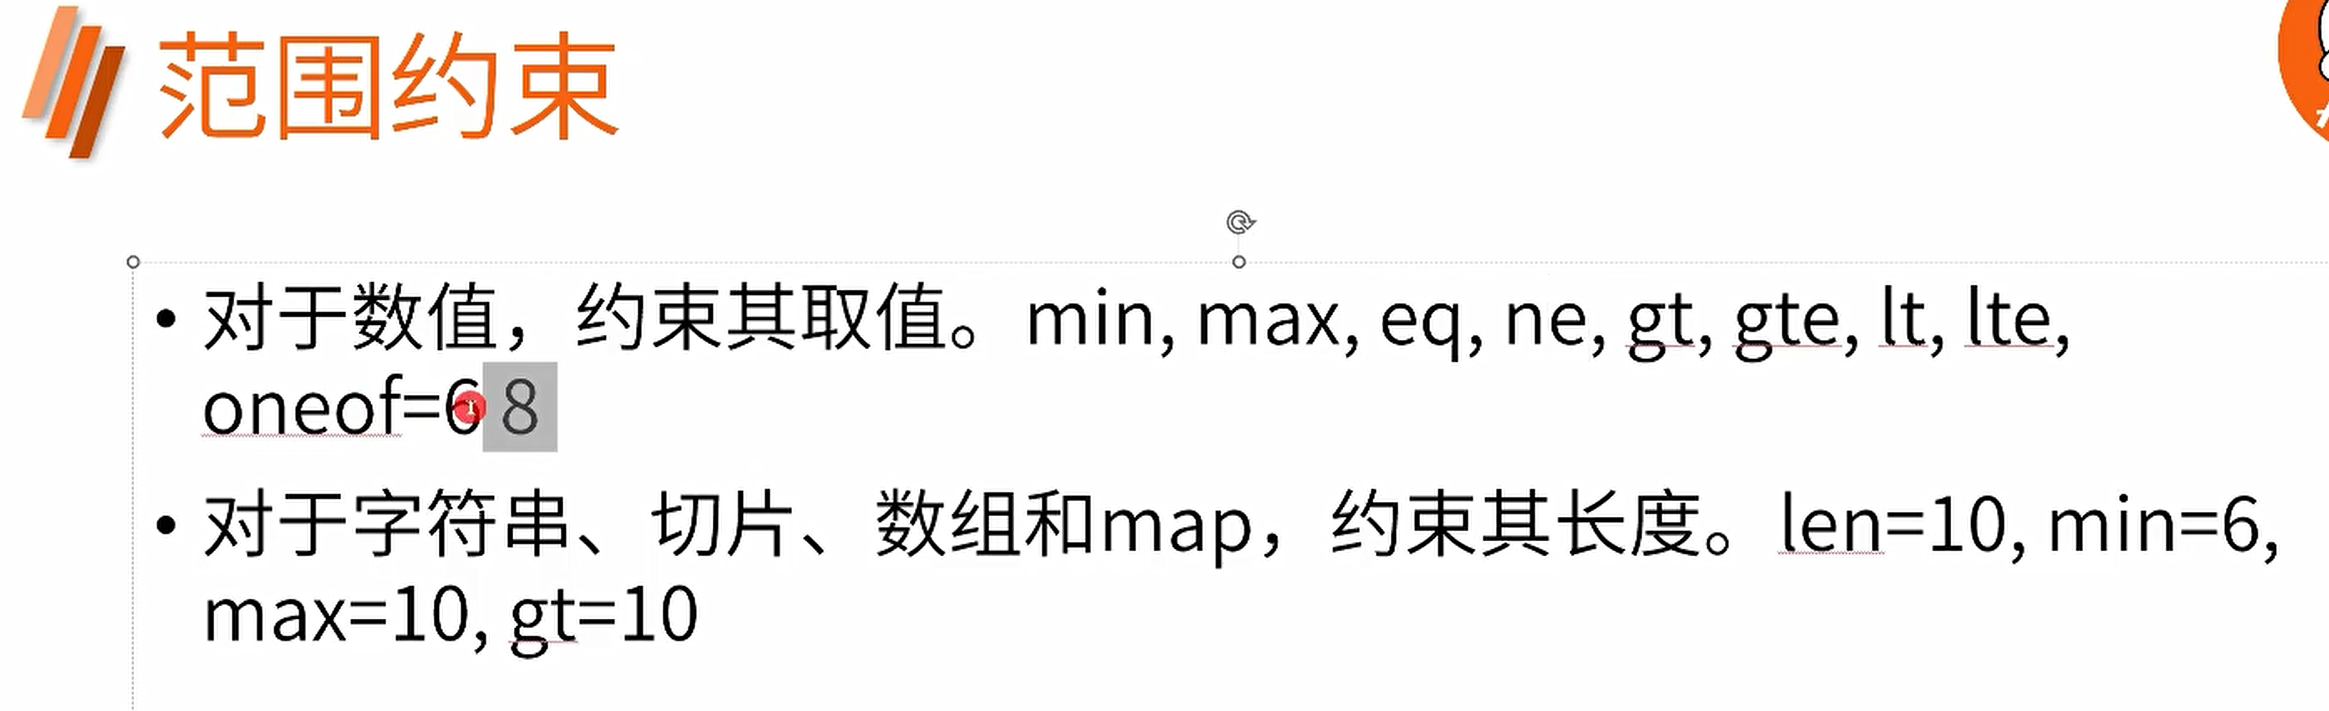 范围约束
• 对于数值，约束其取值。min, max, eq, ne, gt, gte, lt, lte,
oneof=6 8
• 对于字符串、切片、数组和map，约束其长度。len=10, min=6,
max=10, gt=10